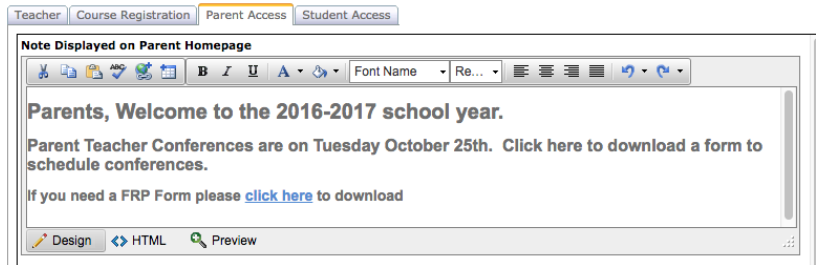 Teacher Course Registration Parent Access Student Access
Note Displayed on Parent Homepage
ABC B I U A Font Name Re...
Parents, Welcome to the 2016-2017 school year.
Parent Teacher Conferences are on Tuesday October 25th. Click here to download a form to
schedule conferences.
If you need a FRP Form please click here to download
Design HTML Preview